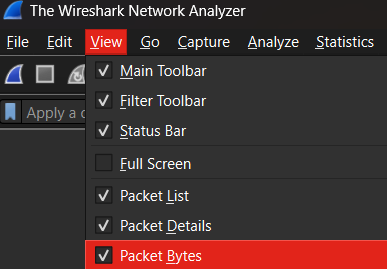 The Wireshark Network Analyzer
File Edit View Go Capture Analyze Statistics
Main Toolbar
Filter Toolbar
Apply a
Status Bar
Full Screen
Packet List
Packet Details
Packet Bytes